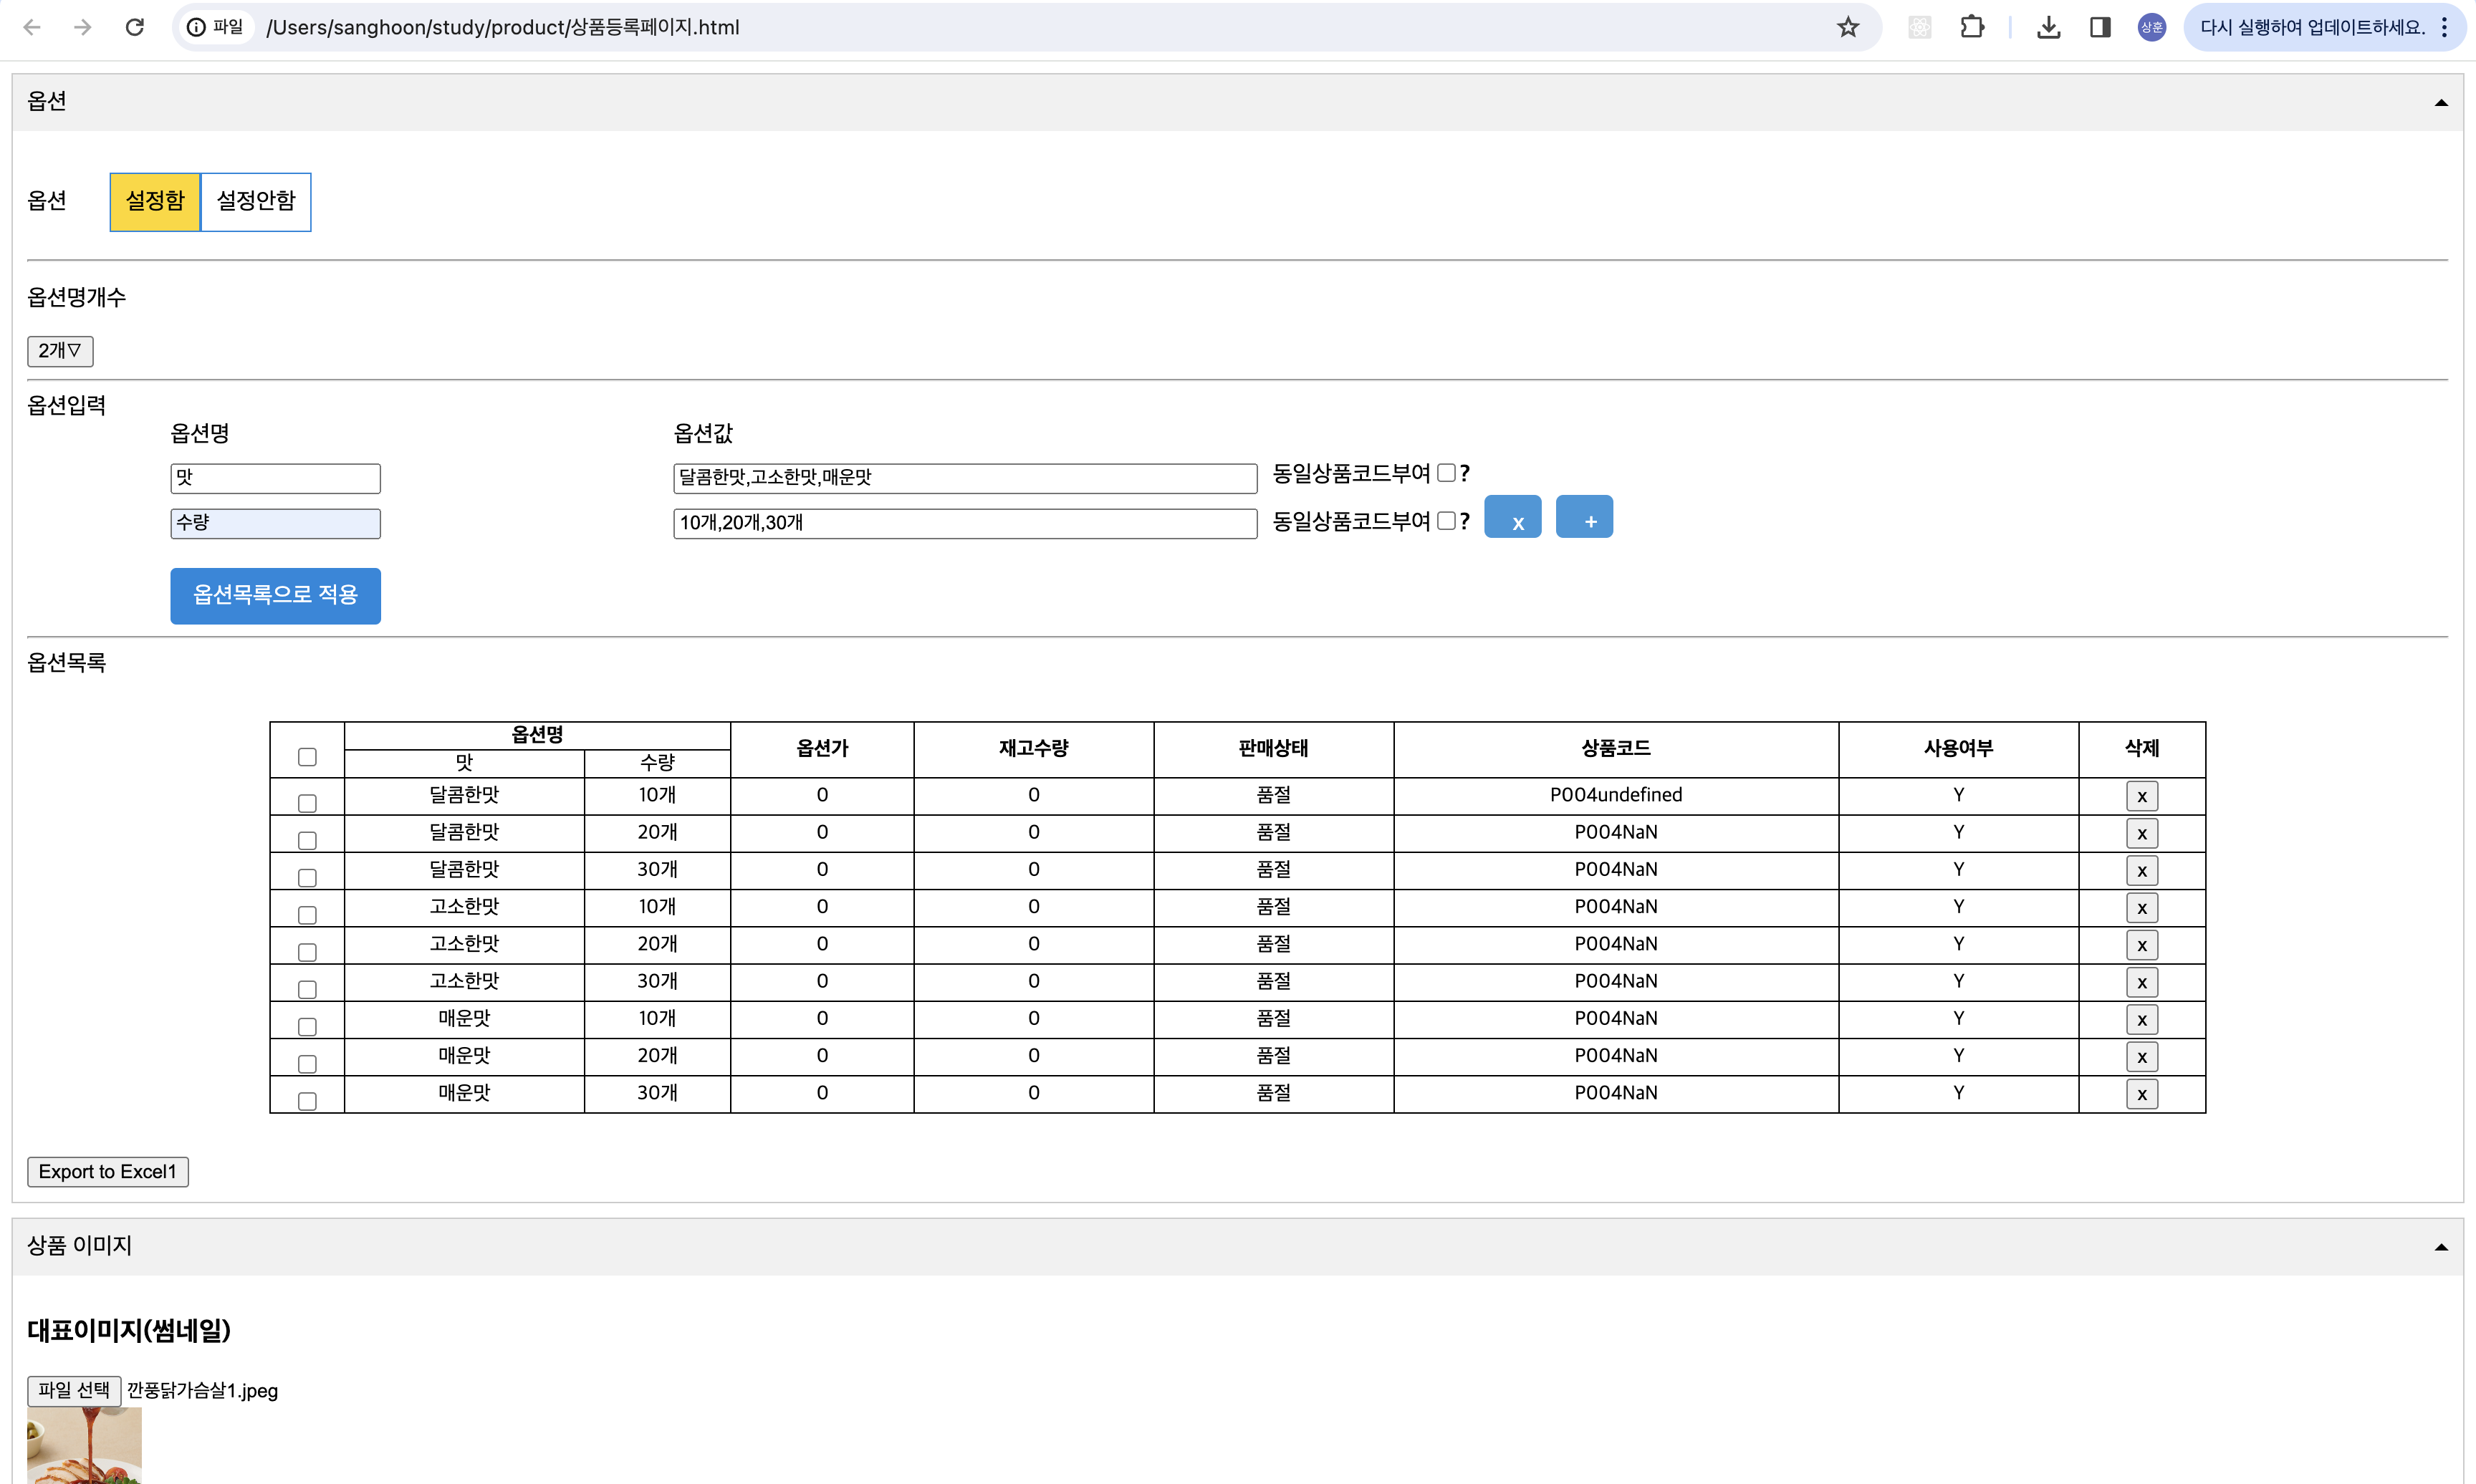 파일 /Users/sanghoon/study/product/상품등록페이지.html 상훈 다시 실행하여 업데이트하세요.
옵션
옵션 설정함 설정안함
옵션명개수
2개▽
옵션입력
옵션명 옵션값
맛 달콤한맛,고소한맛,매운맛 동일상품코드부여 ?
수량 10개,20개,30개 동일상품코드부여 ? x +
옵션목록으로 적용
옵션목록
옵션명 옵션가 재고수량 판매상태 상품코드 사용여부 삭제
맛 수량
달콤한맛 10개 0 0 품절 P004undefined Y x
달콤한맛 20개 0 0 품절 P004NaN Y x
달콤한맛 30개 0 0 품절 P004NaN Y x
고소한맛 10개 0 0 품절 P004NaN Y x
고소한맛 20개 0 0 품절 P004NaN Y x
고소한맛 30개 0 0 품절 P004NaN Y x
매운맛 10개 0 0 품절 P004NaN Y x
매운맛 20개 0 0 품절 P004NaN Y x
매운맛 30개 0 0 품절 P004NaN Y x
Export to Excel1
상품 이미지
대표이미지(썸네일)
파일 선택 깐풍닭가슴살1.jpeg